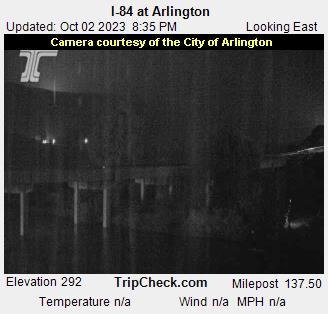 I-84 at Arlington
Updated: Oct 02 2023 8:35 PM Looking East
Camera courtesy of the City of Arlington
Elevation 292 TripCheck.com Milepost 137.50
Temperature n/a Wind n/a MPH n/a